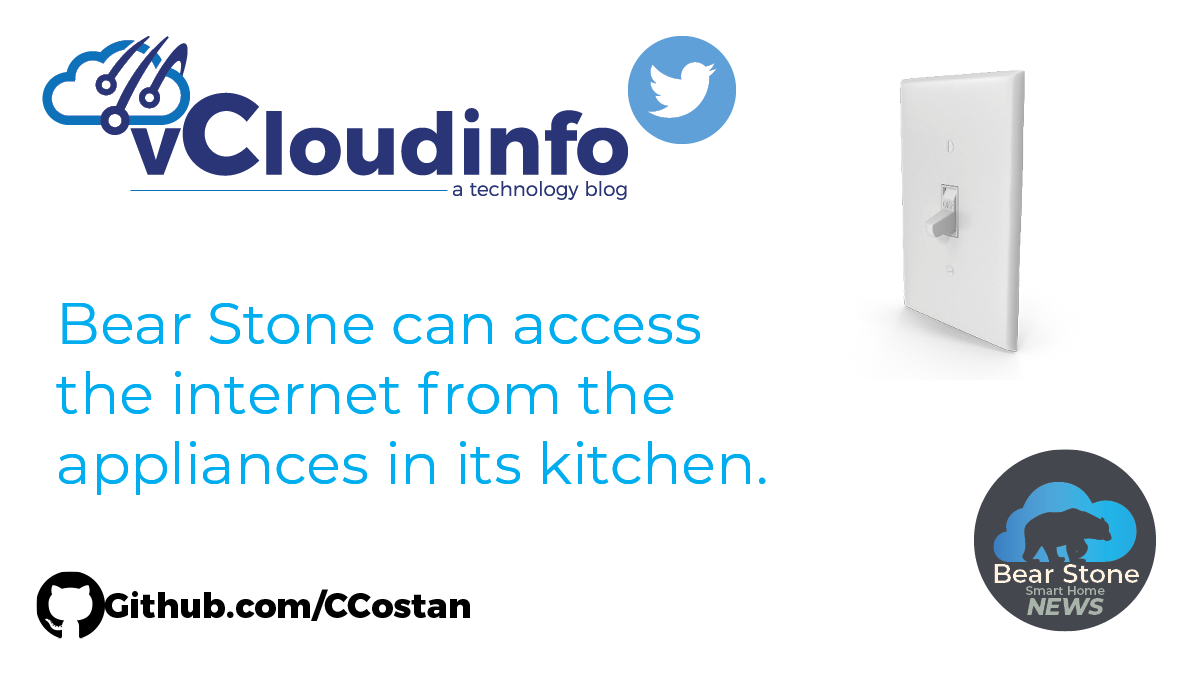 vCloudinfo
a technology blog
Bear Stone can access
the internet from the
appliances in its kitchen.
Github.com/CCostan
Bear Stone
Smart Home
NEWS